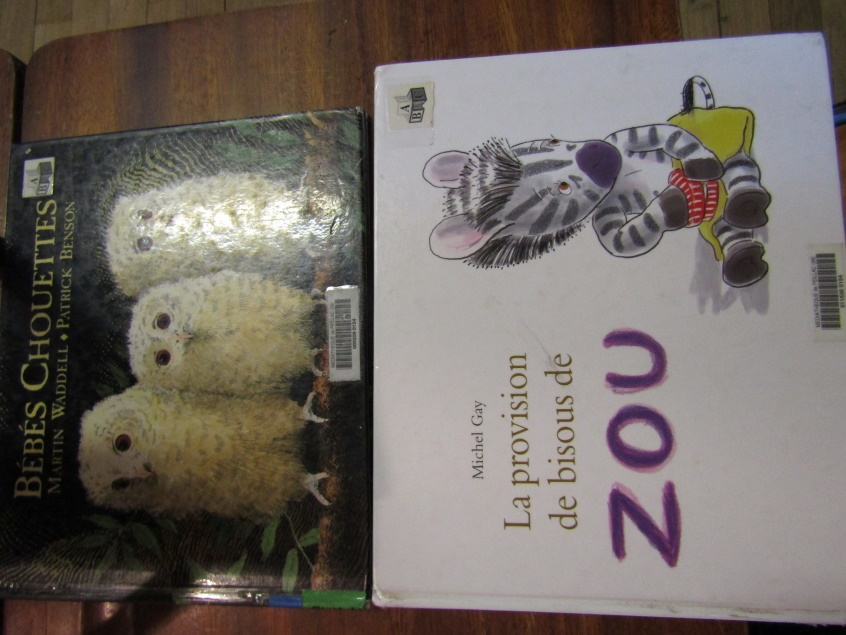 BÉBÉS CHOUETTES
MARTIN WADDELL ♦ PATRICK BENSON
Michel Gay
La provision
de bisous de
ZOU